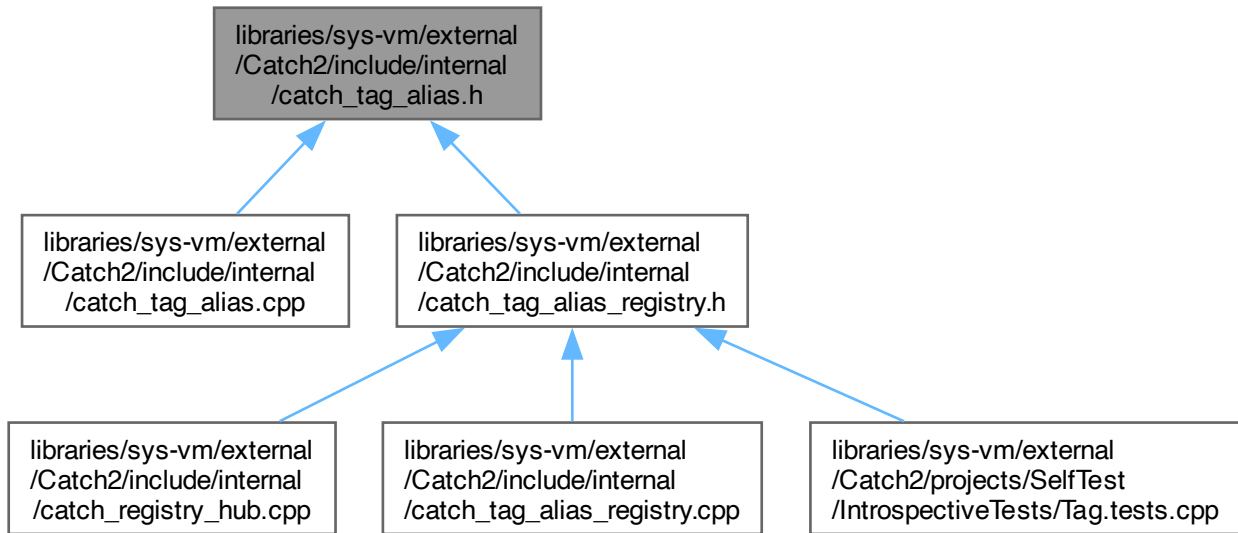 libraries/sys-vm/external
/Catch2/include/internal
/catch_tag_alias.h
libraries/sys-vm/external
/Catch2/include/internal
/catch_tag_alias.cpp
libraries/sys-vm/external
/Catch2/include/internal
/catch_tag_alias_registry.h
libraries/sys-vm/external
/Catch2/include/internal
/catch_registry_hub.cpp
libraries/sys-vm/external
/Catch2/include/internal
/catch_tag_alias_registry.cpp
libraries/sys-vm/external
/Catch2/projects/SelfTest
/IntrospectiveTests/Tag.tests.cpp